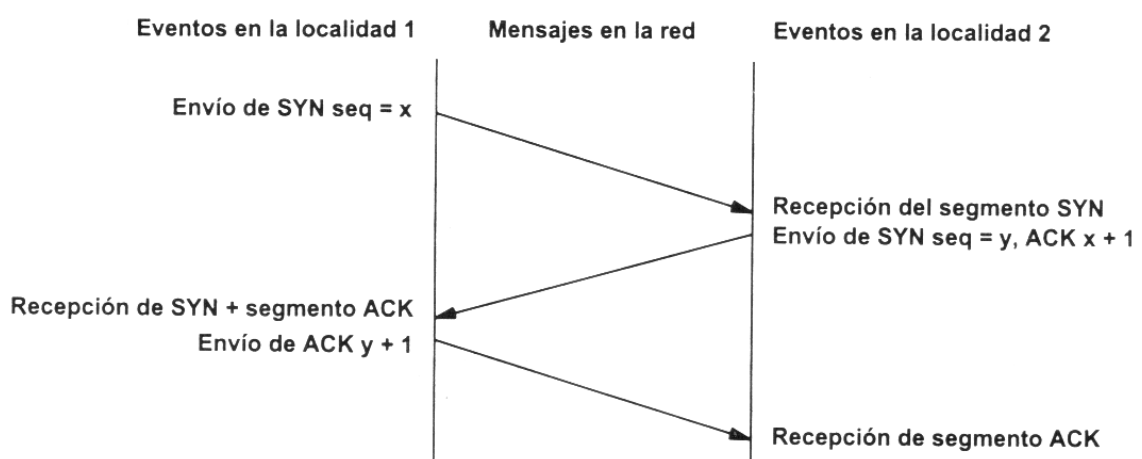 Eventos en la localidad 1
Mensajes en la red
Eventos en la localidad 2
Envío de SYN seq = x
Recepción del segmento SYN
Envío de SYN seq = y, ACK x + 1
Recepción de SYN + segmento ACK
Envío de ACK y + 1
Recepción de segmento ACK